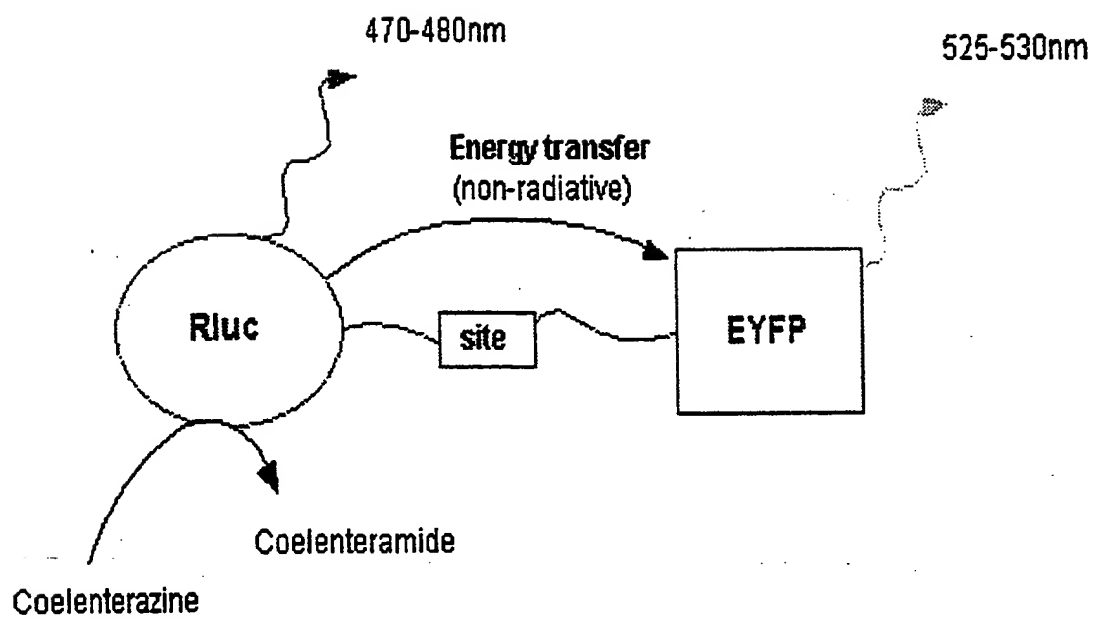 470-480nm
525-530nm
Energy transfer
(non-radiative)
Rluc
site
EYFP
Coelenteramide
Coelenterazine